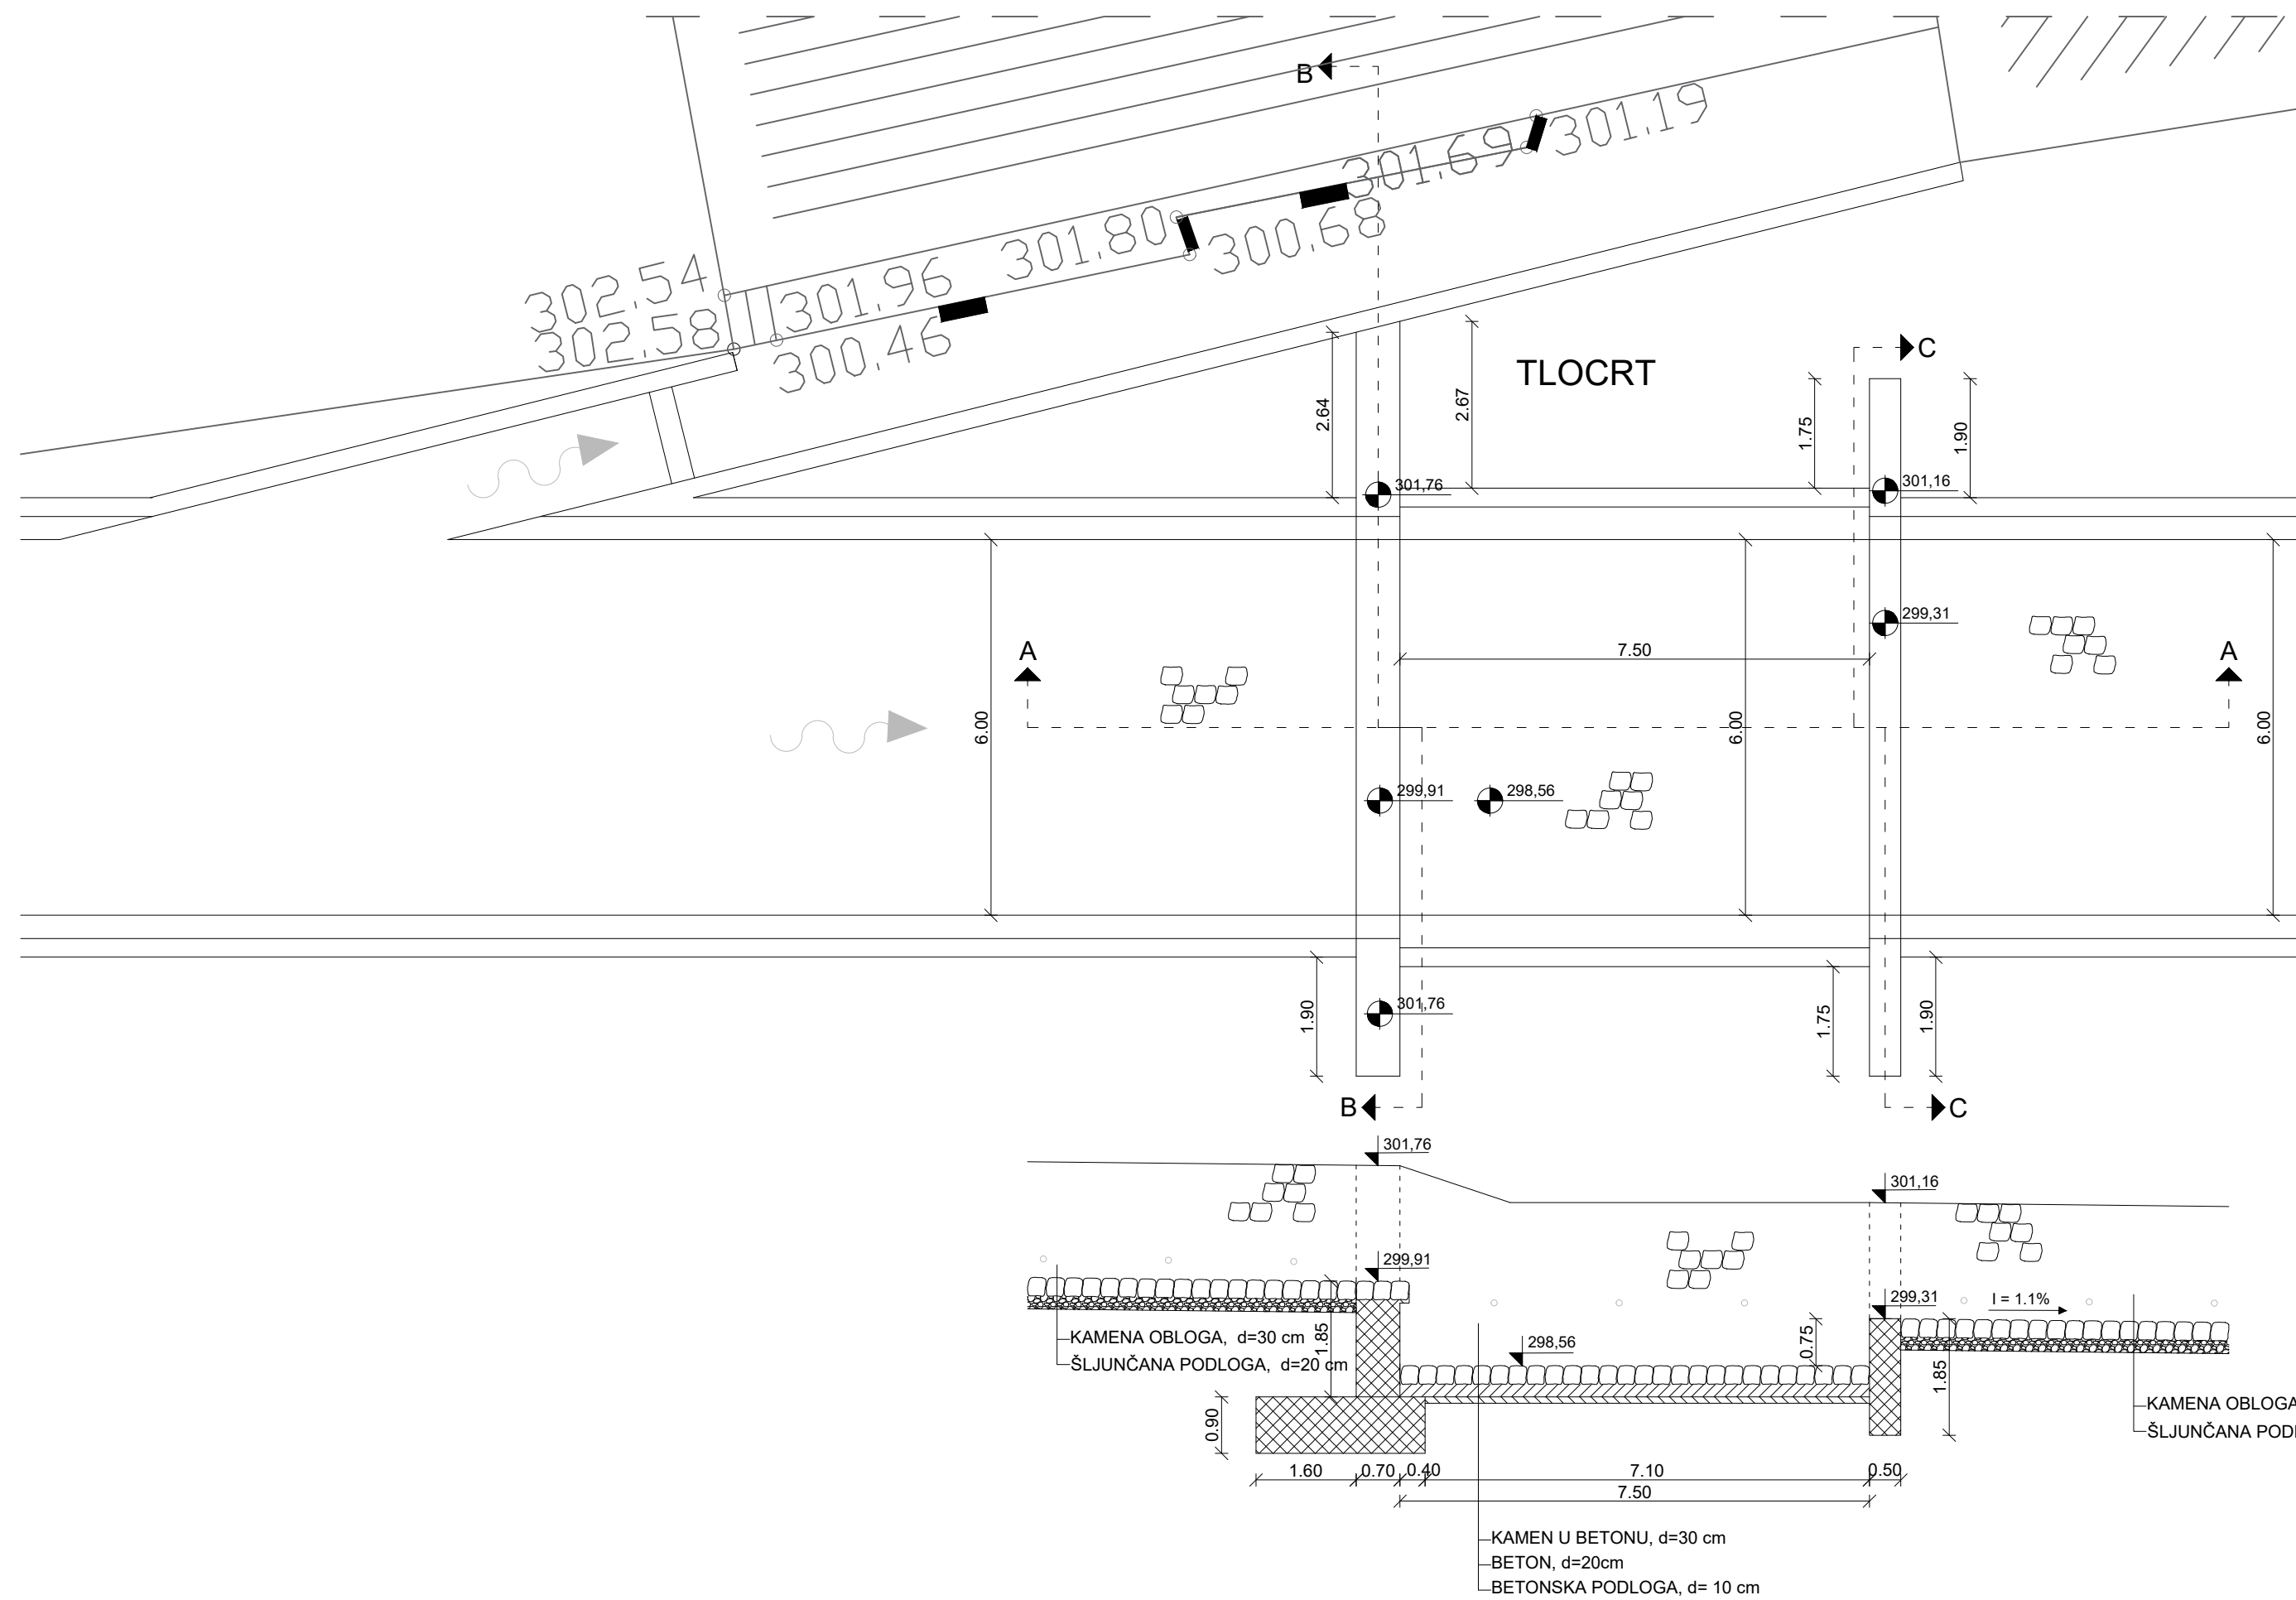 B
301.19
301.69
301.80
300.68
302.54
301.96
302.58
300.46
TLOCRT
C
2.64
2.67
1.75
1.90
301,76
301,16
299,31
A
A
7.50
6.00
6.00
6.00
299,91
298,56
301,76
1.90
1.75
1.90
B
C
301,76
301,16
299,91
299,31
I = 1.1%
KAMENA OBLOGA, d=30 cm
ŠLJUNČANA PODLOGA, d=20 cm
1.85
298,56
0.75
1.85
0.90
KAMENA OBLOGA
ŠLJUNČANA POD
1.60
0.70
0.40
7.10
0.50
7.50
KAMEN U BETONU, d=30 cm
BETON, d=20cm
BETONSKA PODLOGA, d= 10 cm